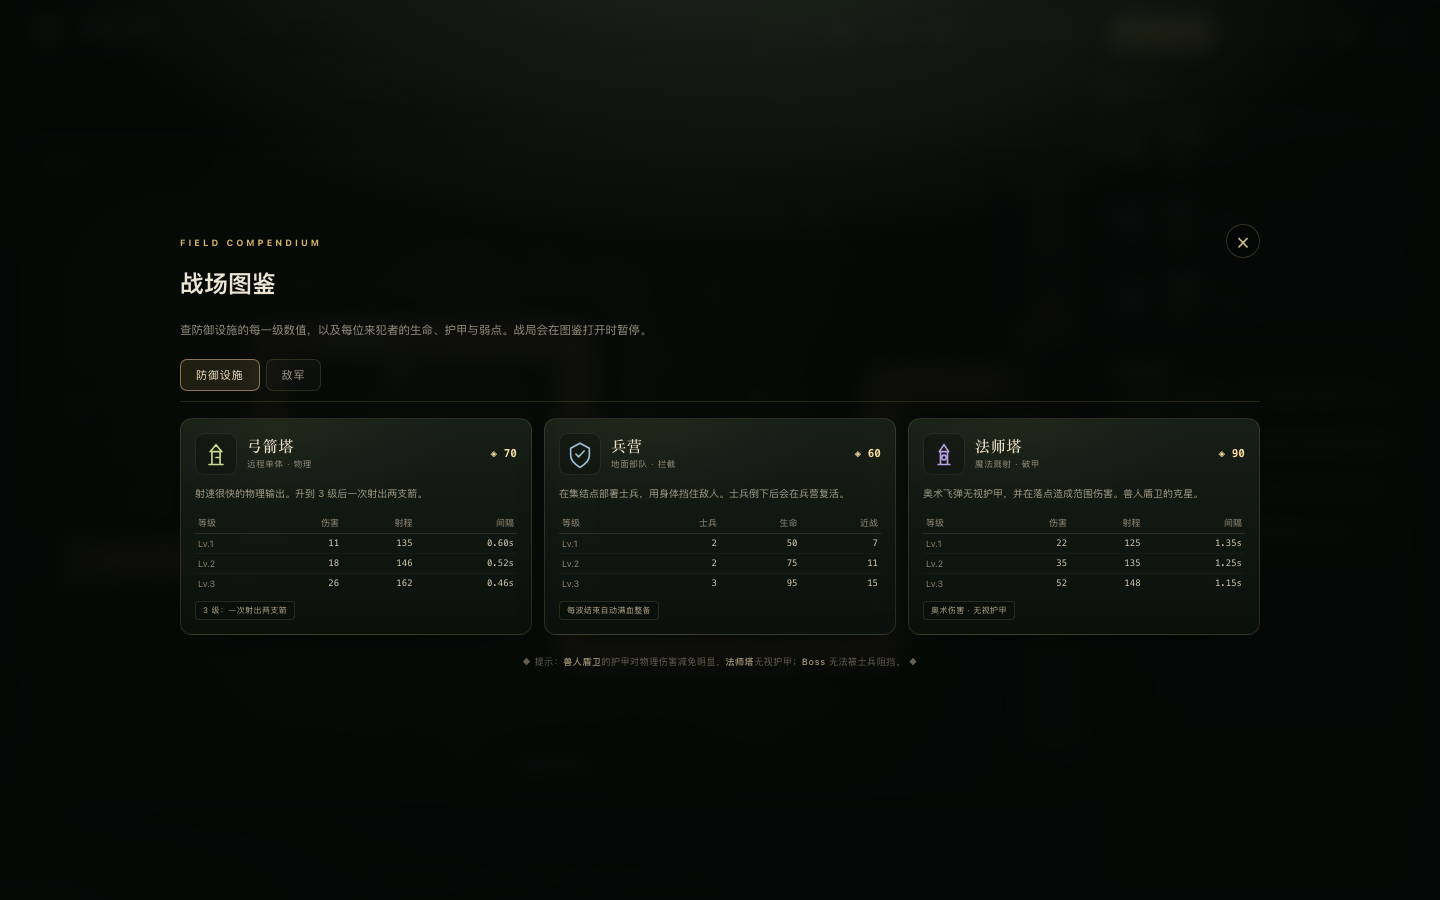 FIELD COMPENDIUM
战场图鉴
查防御设施的每一级数值，以及每位来犯者的生命、护甲与弱点。战局会在图鉴打开时暂停。
防御设施 敌军
弓箭塔 ◈ 70
远程单体 · 物理
射速很快的物理输出。升到 3 级后一次射出两支箭。
等级 伤害 射程 间隔
Lv.1 11 135 0.60s
Lv.2 18 146 0.52s
Lv.3 26 162 0.46s
3 级：一次射出两支箭
兵营 ◈ 60
地面部队 · 拦截
在集结点部署士兵，用身体挡住敌人。士兵倒下后会在兵营复活。
等级 士兵 生命 近战
Lv.1 2 50 7
Lv.2 2 75 11
Lv.3 3 95 15
每波结束自动满血整备
法师塔 ◈ 90
魔法溅射 · 破甲
奥术飞弹无视护甲，并在落点造成范围伤害。兽人盾卫的克星。
等级 伤害 射程 间隔
Lv.1 22 125 1.35s
Lv.2 35 135 1.25s
Lv.3 52 148 1.15s
奥术伤害 · 无视护甲
◆ 提示：兽人盾卫的护甲对物理伤害减免明显，法师塔无视护甲；Boss 无法被士兵阻挡。 ◆